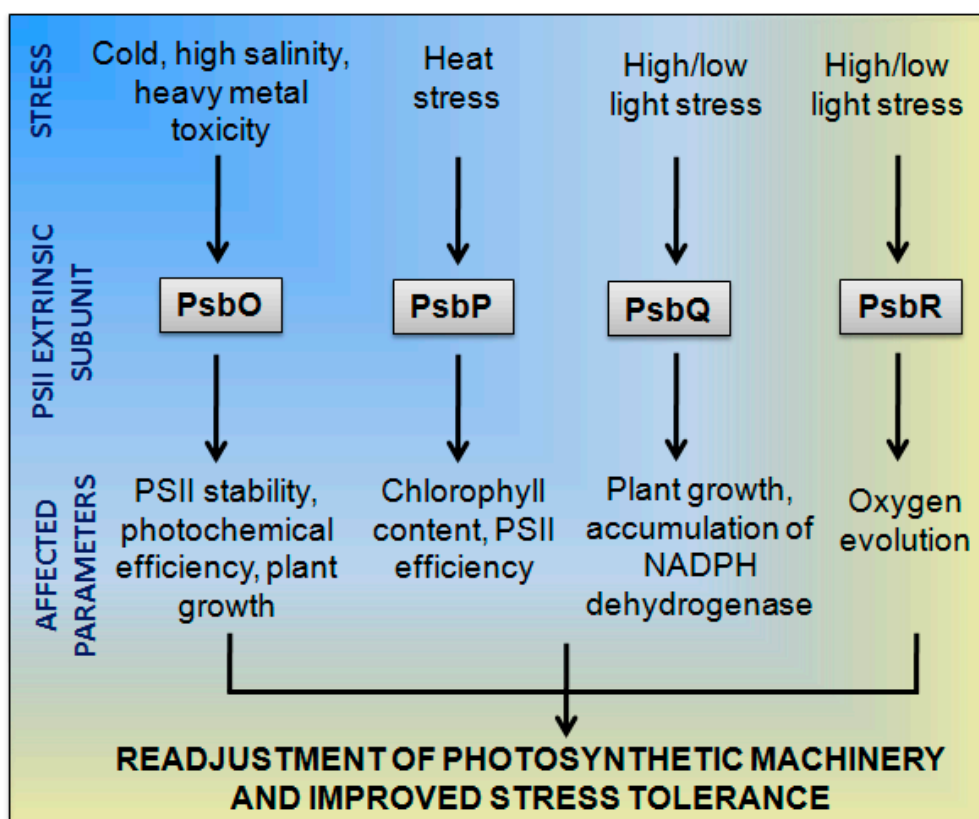 STRESS
Cold, high salinity,
heavy metal
toxicity
Heat
stress
High/low
light stress
High/low
light stress
PSII EXTRINSIC
SUBUNIT
PsbO
PsbP
PsbQ
PsbR
AFFECTED
PARAMETERS
PSII stability,
photochemical
efficiency, plant
growth
Chlorophyll
content, PSII
efficiency
Plant growth,
accumulation of
NADPH
dehydrogenase
Oxygen
evolution
READJUSTMENT OF PHOTOSYNTHETIC MACHINERY
AND IMPROVED STRESS TOLERANCE